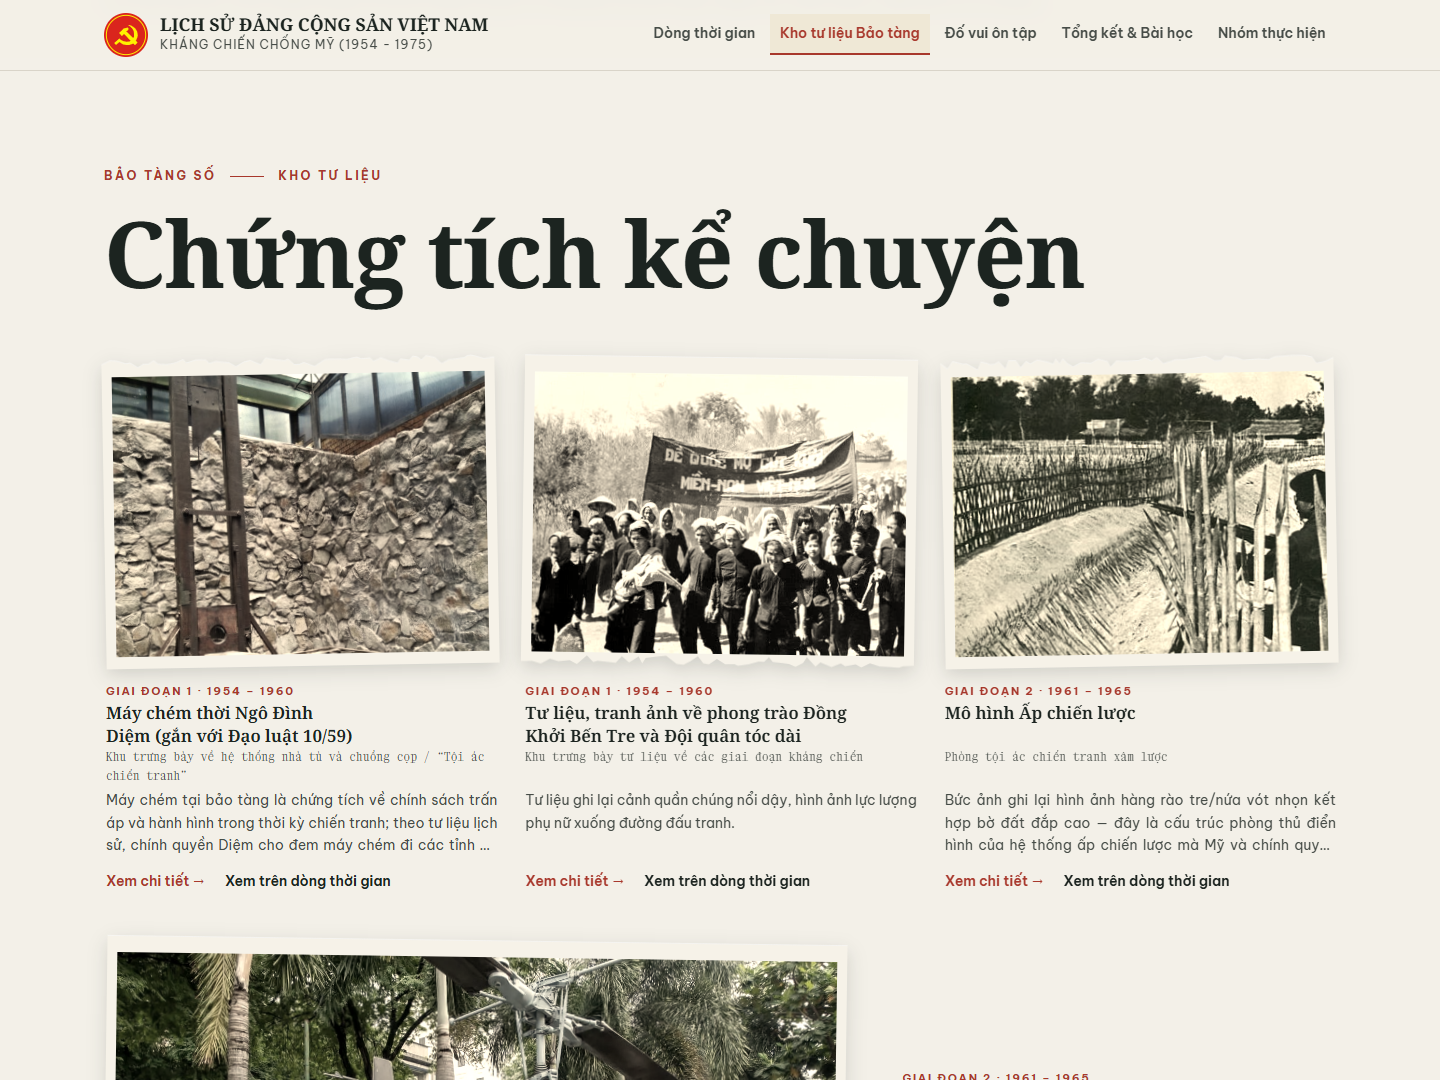 LỊCH SỬ ĐẢNG CỘNG SẢN VIỆT NAM
KHÁNG CHIẾN CHỐNG MỸ (1954 - 1975)
Dòng thời gian
Kho tư liệu Bảo tàng
Đố vui ôn tập
Tổng kết & Bài học
Nhóm thực hiện
BẢO TÀNG SỐ — KHO TƯ LIỆU
Chứng tích kể chuyện
ĐẾ QUỐC MỸ CÚT KHỎI
MIỀN-NAM VIỆT-NAM
GIAI ĐOẠN 1 · 1954 – 1960
Máy chém thời Ngô Đình
Diệm (gắn với Đạo luật 10/59)
Khu trưng bày về hệ thống nhà tù và chuồng cọp / “Tội ác
chiến tranh”
Máy chém tại bảo tàng là chứng tích về chính sách trấn
áp và hành hình trong thời kỳ chiến tranh; theo tư liệu lịch
sử, chính quyền Diệm cho đem máy chém đi các tỉnh ...
Xem chi tiết → Xem trên dòng thời gian
GIAI ĐOẠN 1 · 1954 – 1960
Tư liệu, tranh ảnh về phong trào Đồng
Khởi Bến Tre và Đội quân tóc dài
Khu trưng bày tư liệu về các giai đoạn kháng chiến
Tư liệu ghi lại cảnh quần chúng nổi dậy, hình ảnh lực lượng
phụ nữ xuống đường đấu tranh.
Xem chi tiết → Xem trên dòng thời gian
GIAI ĐOẠN 2 · 1961 – 1965
Mô hình Ấp chiến lược
Phòng tội ác chiến tranh xâm lược
Bức ảnh ghi lại hình ảnh hàng rào tre/nứa vót nhọn kết
hợp bờ đất đắp cao — đây là cấu trúc phòng thủ điển
hình của hệ thống ấp chiến lược mà Mỹ và chính quy...
Xem chi tiết → Xem trên dòng thời gian
GIAI ĐOẠN 2 · 1961 – 1965